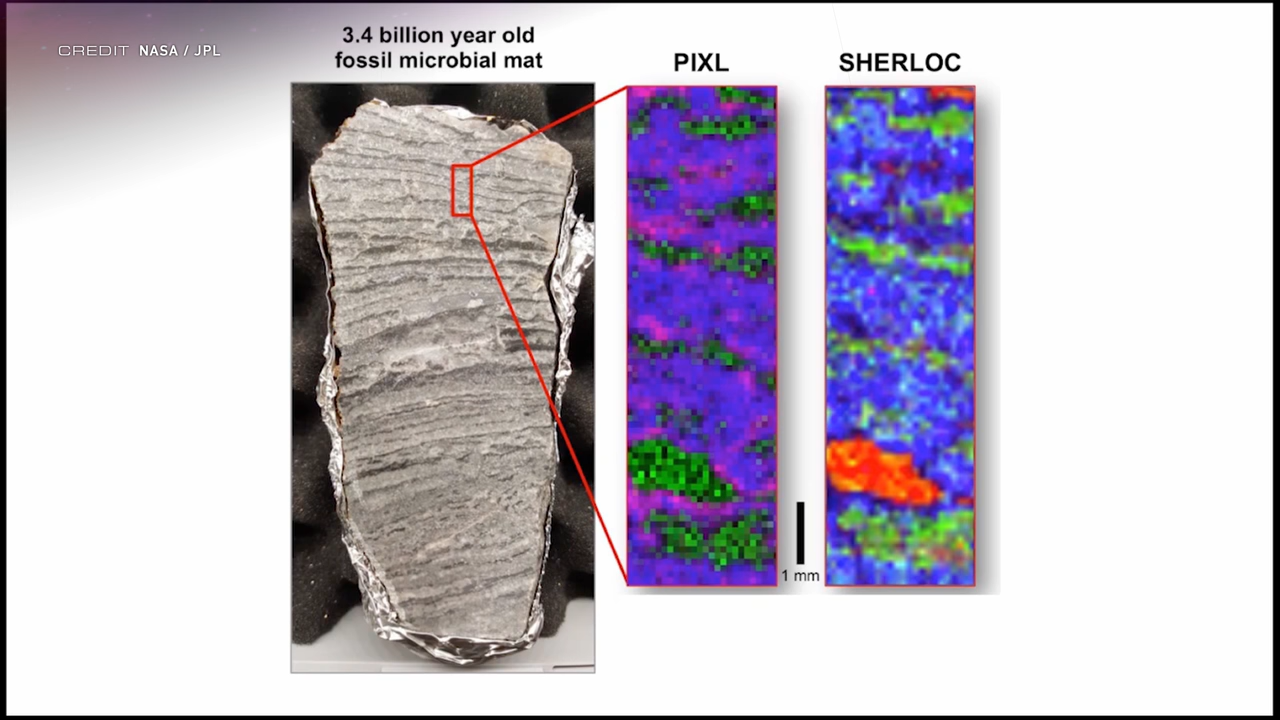 CREDIT NASA / JPL
3.4 billion year old
fossil microbial mat
PIXL
SHERLOC
1 mm